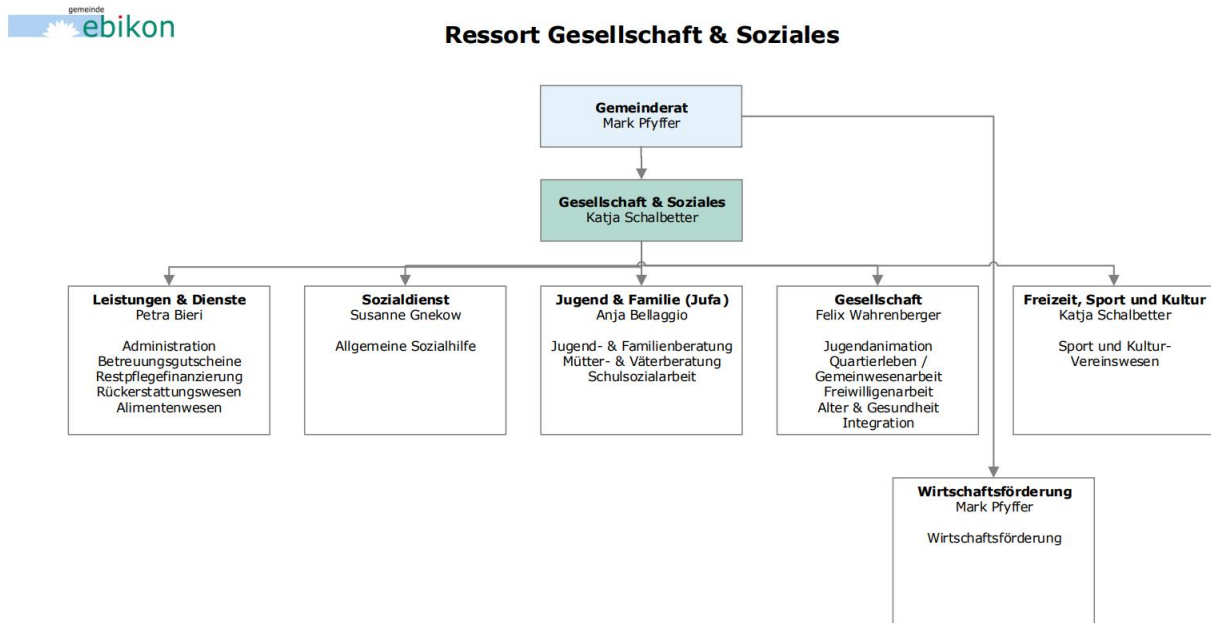 gemeinde
ebikon
Ressort Gesellschaft & Soziales
Gemeinderat
Mark Pfyffer
Gesellschaft & Soziales
Katja Schalbetter
Leistungen & Dienste
Petra Bieri
Administration
Betreuungsgutscheine
Restpflegefinanzierung
Rückerstattungswesen
Alimentenwesen
Sozialdienst
Susanne Gnekow
Allgemeine Sozialhilfe
Jugend & Familie (Jufa)
Anja Bellaggio
Jugend- & Familienberatung
Mütter- & Väterberatung
Schulsozialarbeit
Gesellschaft
Felix Wahrenberger
Jugendanimation
Quartierleben /
Gemeinwesenarbeit
Freiwilligenarbeit
Alter & Gesundheit
Integration
Freizeit, Sport und Kultur
Katja Schalbetter
Sport und Kultur-
Vereinswesen
Wirtschaftsförderung
Mark Pfyffer
Wirtschaftsförderung